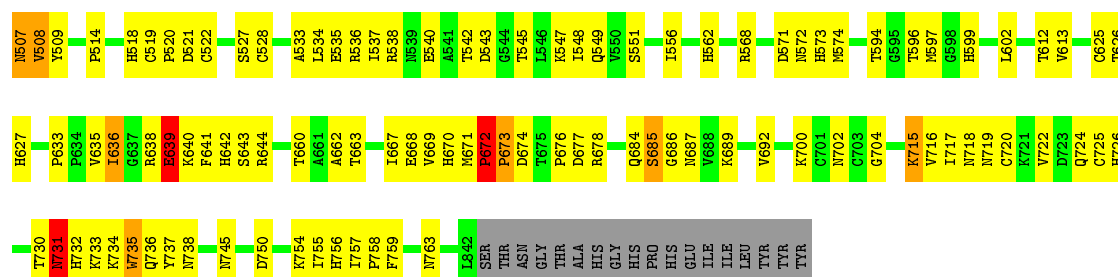 N507 V508 Y509 P514 H518 C519 P520 D521 C522 S527 C528 A533 L534 E535 R536 I537 R538 N539 E540 A541 T542 D543 G544 T545 L546 K547 I548 Q549 V550 S551 I556 H562 R568 D571 N572 H573 M574 T594 G595 T596 M597 G598 H599 L602 T612 V613 C625 T626
H627 P633 P634 V635 I636 G637 R638 E639 K640 F641 H642 S643 R644 T660 A661 A662 T663 I667 E668 V669 H670 M671 P672 P673 D674 T675 P676 D677 R678 Q684 S685 G686 N687 V688 K689 V692 K700 C701 N702 C703 G704 K715 V716 I717 N718 N719 C720 K721 V722 D723 Q724 C725 H726
T730 N731 H732 K733 K734 W735 Q736 Y737 N738 N745 D750 K754 I755 H756 I757 P758 F759 N763 L842 SER THR ASN GLY THR ALA HIS GLY HIS PRO HIS GLU ILE ILE LEU TYR TYR TYR